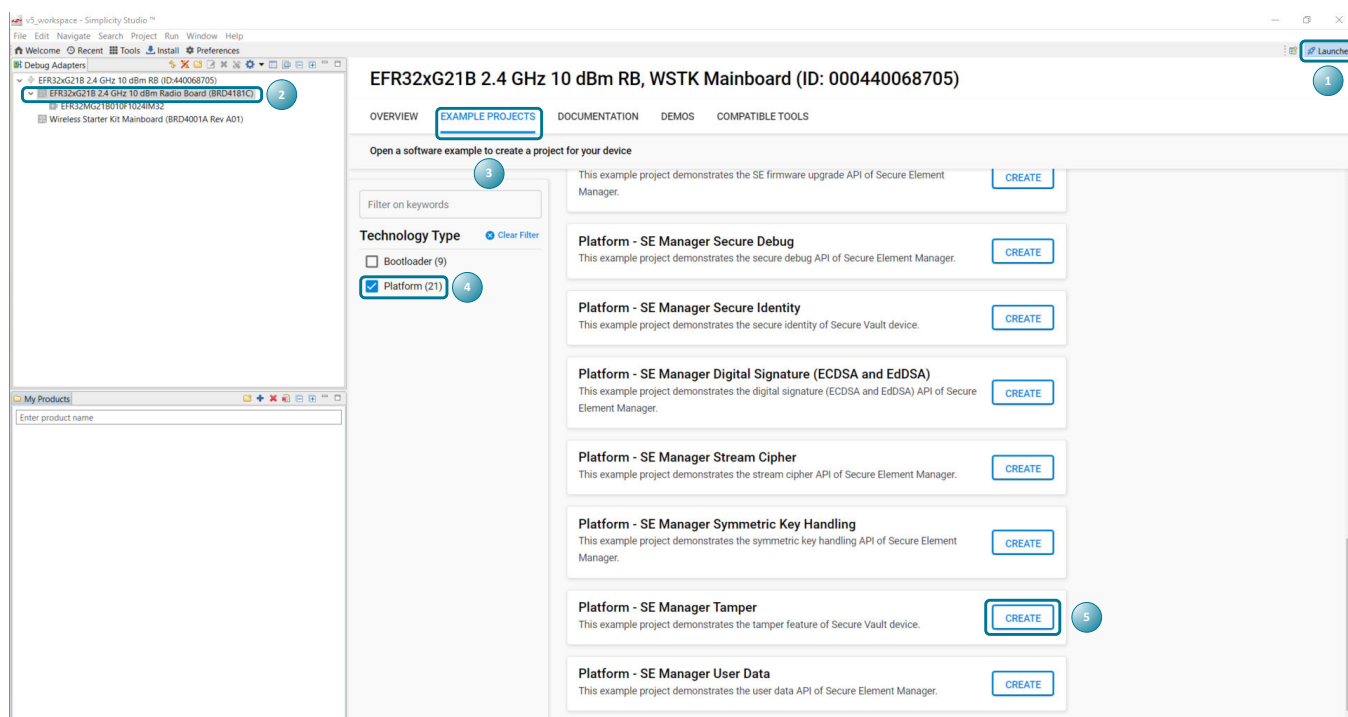 v5_workspace - Simplicity Studio ™
File Edit Navigate Search Project Run Window Help
Welcome Recent Tools Install Preferences
Launche
1
Debug Adapters
EFR32xG21B 2.4 GHz 10 dBm RB (ID:440068705)
EFR32xG21B 2.4 GHz 10 dBm Radio Board (BRD4181C)
2
EFR32MG21B010F1024IM32
Wireless Starter Kit Mainboard (BRD4001A Rev A01)
My Products
Enter product name
EFR32xG21B 2.4 GHz 10 dBm RB, WSTK Mainboard (ID: 000440068705)
OVERVIEW EXAMPLE PROJECTS DOCUMENTATION DEMOS COMPATIBLE TOOLS
Open a software example to create a project for your device
3
Filter on keywords
Technology Type Clear Filter
Bootloader (9)
Platform (21)
4
This example project demonstrates the SE firmware upgrade API of Secure Element
Manager.
CREATE
Platform - SE Manager Secure Debug
This example project demonstrates the secure debug API of Secure Element Manager.
CREATE
Platform - SE Manager Secure Identity
This example project demonstrates the secure identity of Secure Vault device.
CREATE
Platform - SE Manager Digital Signature (ECDSA and EdDSA)
This example project demonstrates the digital signature (ECDSA and EdDSA) API of Secure
Element Manager.
CREATE
Platform - SE Manager Stream Cipher
This example project demonstrates the stream cipher API of Secure Element Manager.
CREATE
Platform - SE Manager Symmetric Key Handling
This example project demonstrates the symmetric key handling API of Secure Element
Manager.
CREATE
Platform - SE Manager Tamper
This example project demonstrates the tamper feature of Secure Vault device.
CREATE
5
Platform - SE Manager User Data
This example project demonstrates the user data API of Secure Element Manager.
CREATE